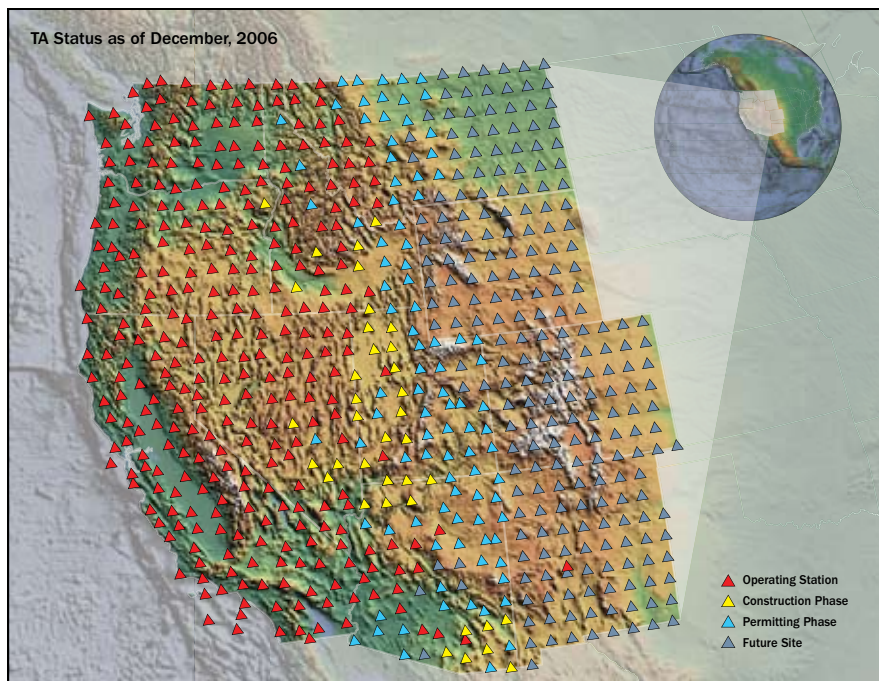 TA Status as of December, 2006
Operating Station
Construction Phase
Permitting Phase
Future Site